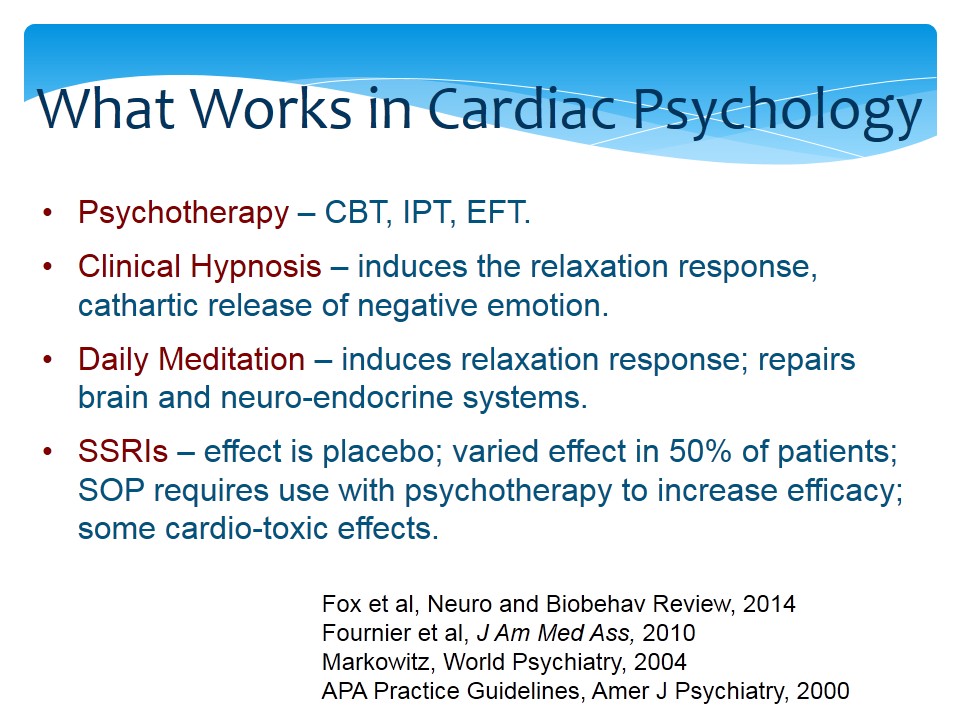 What Works in Cardiac Psychology
• Psychotherapy – CBT, IPT, EFT.
• Clinical Hypnosis – induces the relaxation response,
cathartic release of negative emotion.
• Daily Meditation – induces relaxation response; repairs
brain and neuro-endocrine systems.
• SSRIs – effect is placebo; varied effect in 50% of patients;
SOP requires use with psychotherapy to increase efficacy;
some cardio-toxic effects.
Fox et al, Neuro and Biobehav Review, 2014
Fournier et al, J Am Med Ass, 2010
Markowitz, World Psychiatry, 2004
APA Practice Guidelines, Amer J Psychiatry, 2000